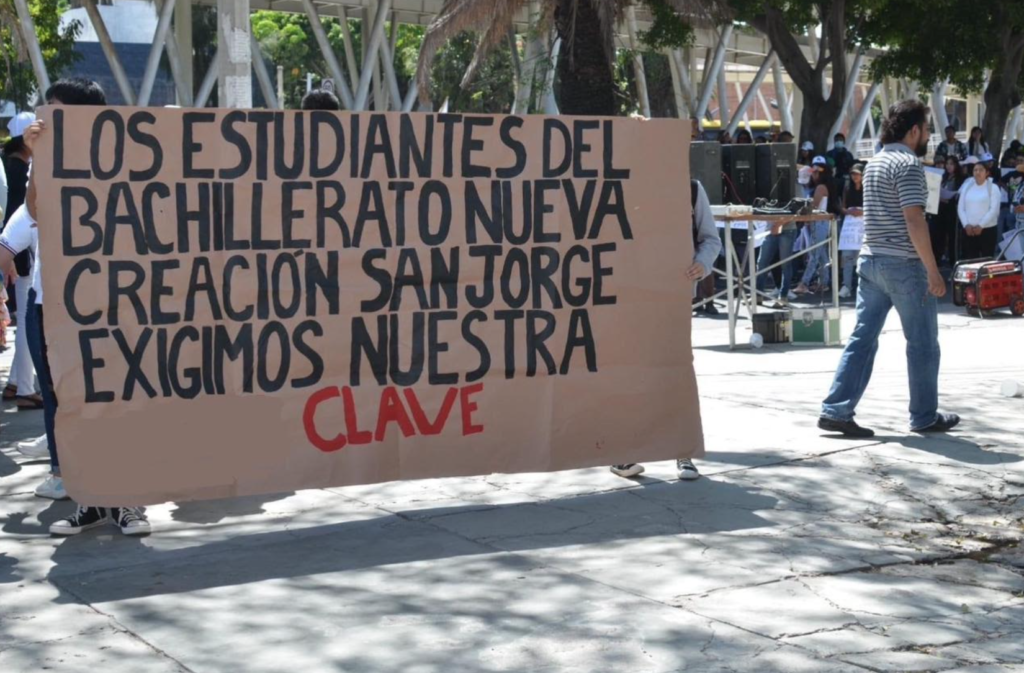 LOS ESTUDIANTES DEL
BACHILLERATO NUEVA
CREACIÓN SAN JORGE
EXIGIMOS NUESTRA
CLAVE